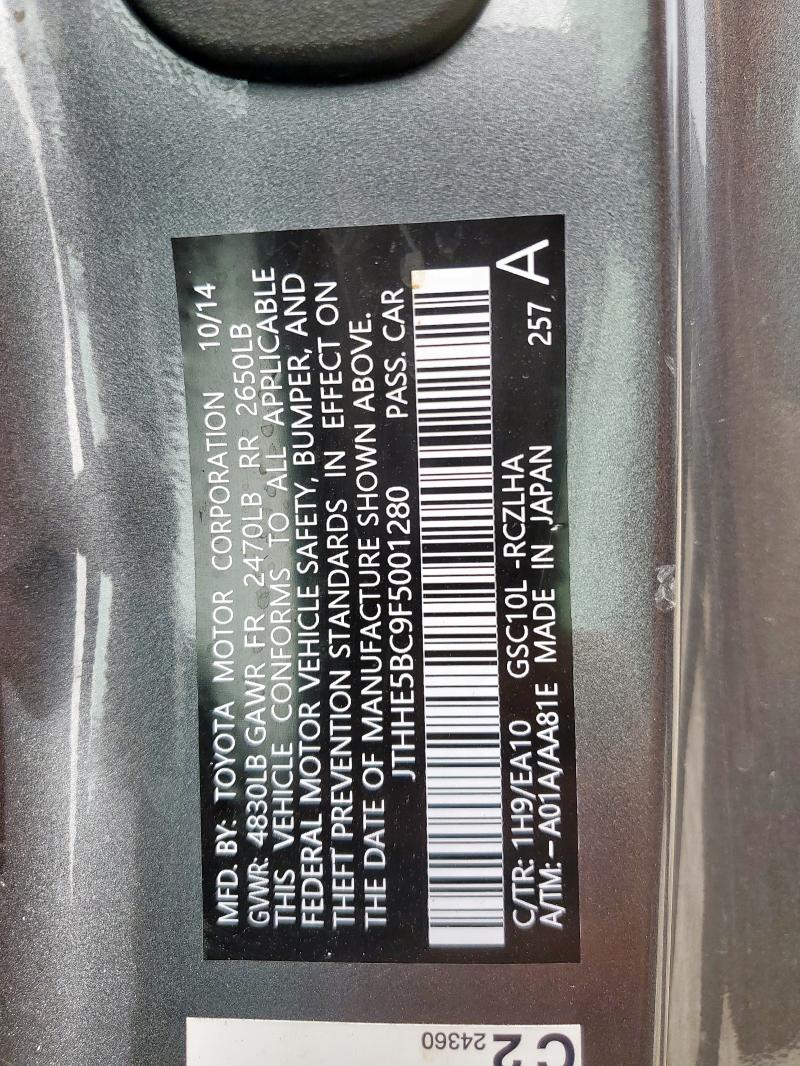 MFD. BY: TOYOTA MOTOR CORPORATION 10/14
GVWR: 4830LB GAWR FR 2470LB RR 2650LB
THIS VEHICLE CONFORMS TO ALL APPLICABLE
FEDERAL MOTOR VEHICLE SAFETY, BUMPER, AND
THEFT PREVENTION STANDARDS IN EFFECT ON
THE DATE OF MANUFACTURE SHOWN ABOVE.
JTHHE5BC9F5001280 PASS. CAR
C/TR: 1H9/EA10 GSC10L -RCZLHA
A/TM: – A01A/AA81E MADE IN JAPAN 257 A
24360